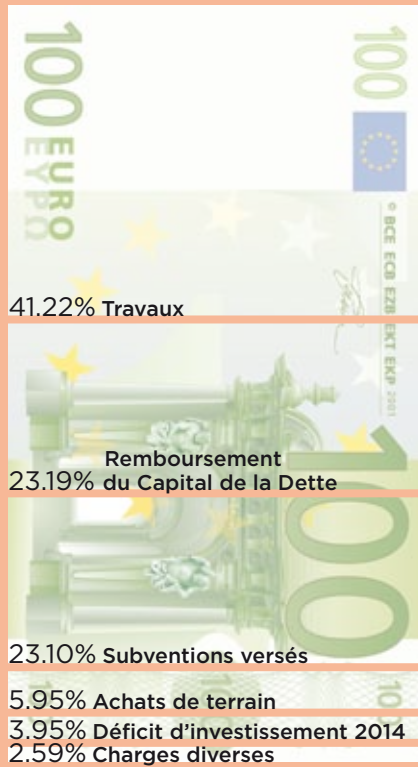 100 EURO
ΕΥΡΩ
100
© BCE ECB EZB EKT EKP 2001
41.22% Travaux
Remboursement
23.19% du Capital de la Dette
100
23.10% Subventions versés
5.95% Achats de terrain
3.95% Déficit d’investissement 2014
2.59% Charges diverses